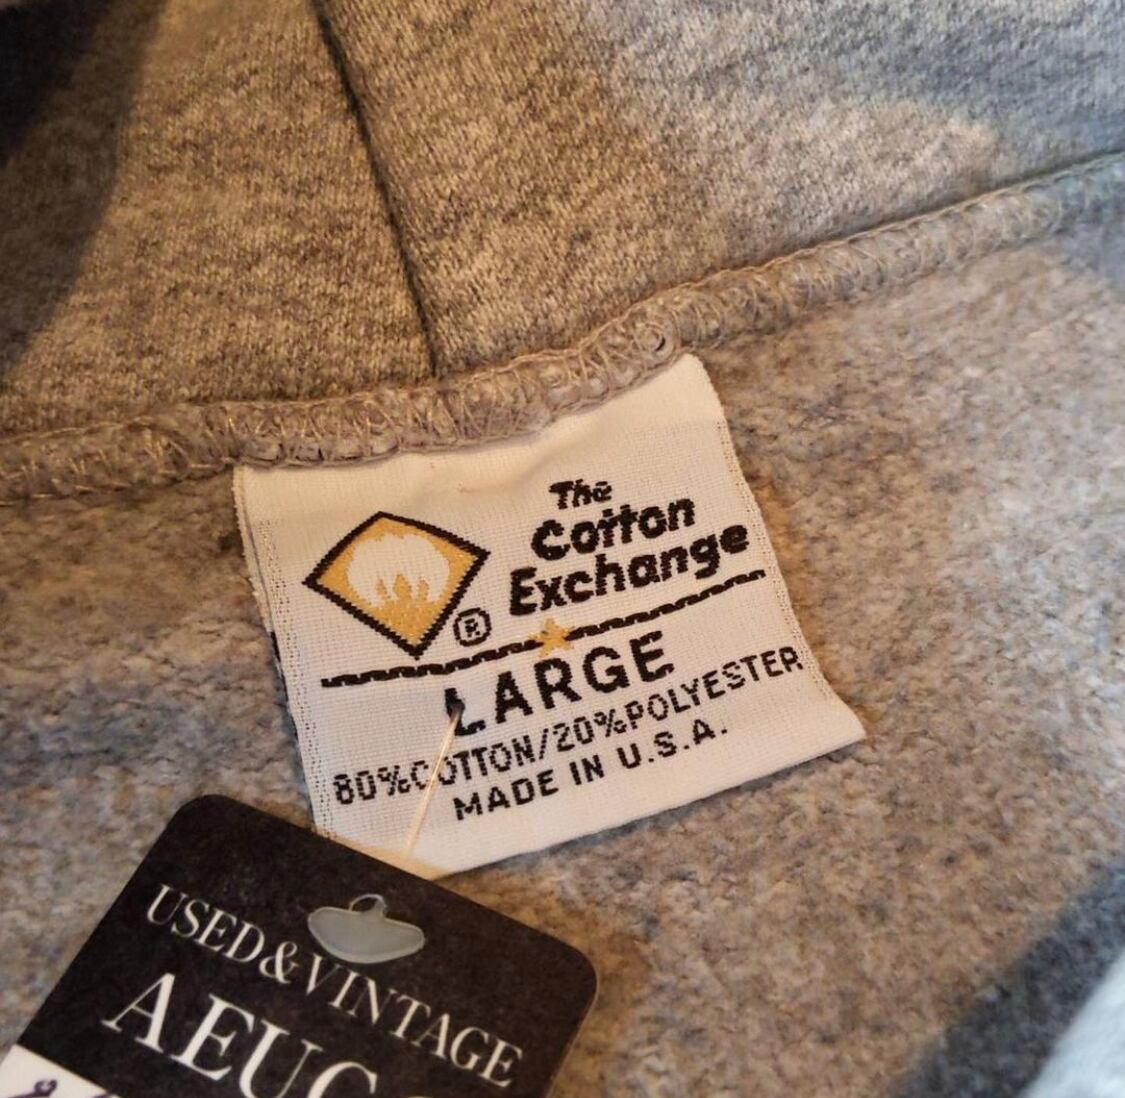 The
Cotton
Exchange
®
LARGE
80%COTTON/20%POLYESTER
MADE IN U.S.A.
USED&VINTAGE